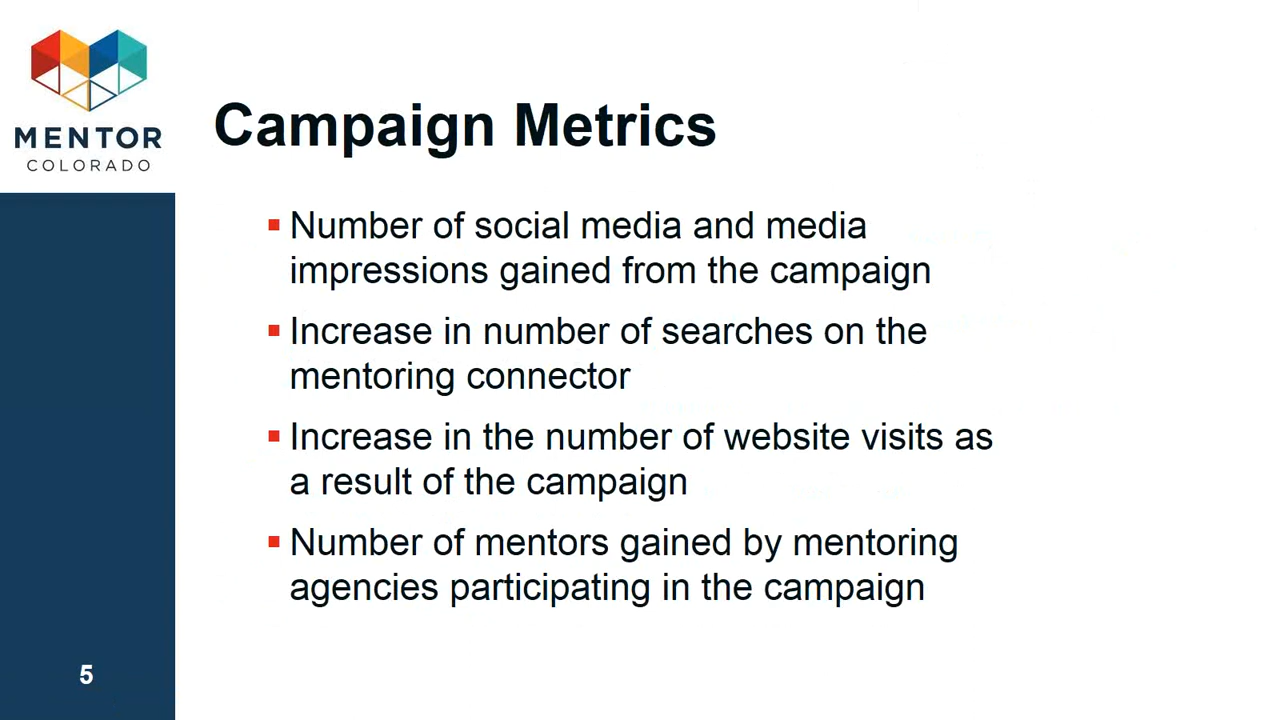 MENTOR
COLORADO
Campaign Metrics
Number of social media and media
impressions gained from the campaign
Increase in number of searches on the
mentoring connector
Increase in the number of website visits as
a result of the campaign
Number of mentors gained by mentoring
agencies participating in the campaign
5